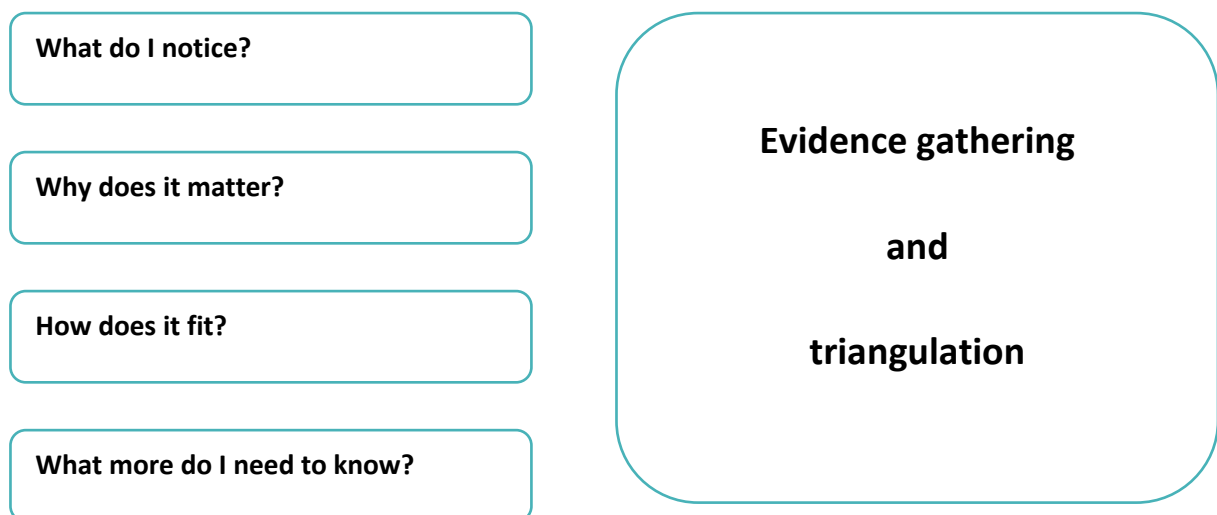 What do I notice?
Why does it matter?
How does it fit?
What more do I need to know?
Evidence gathering
and
triangulation